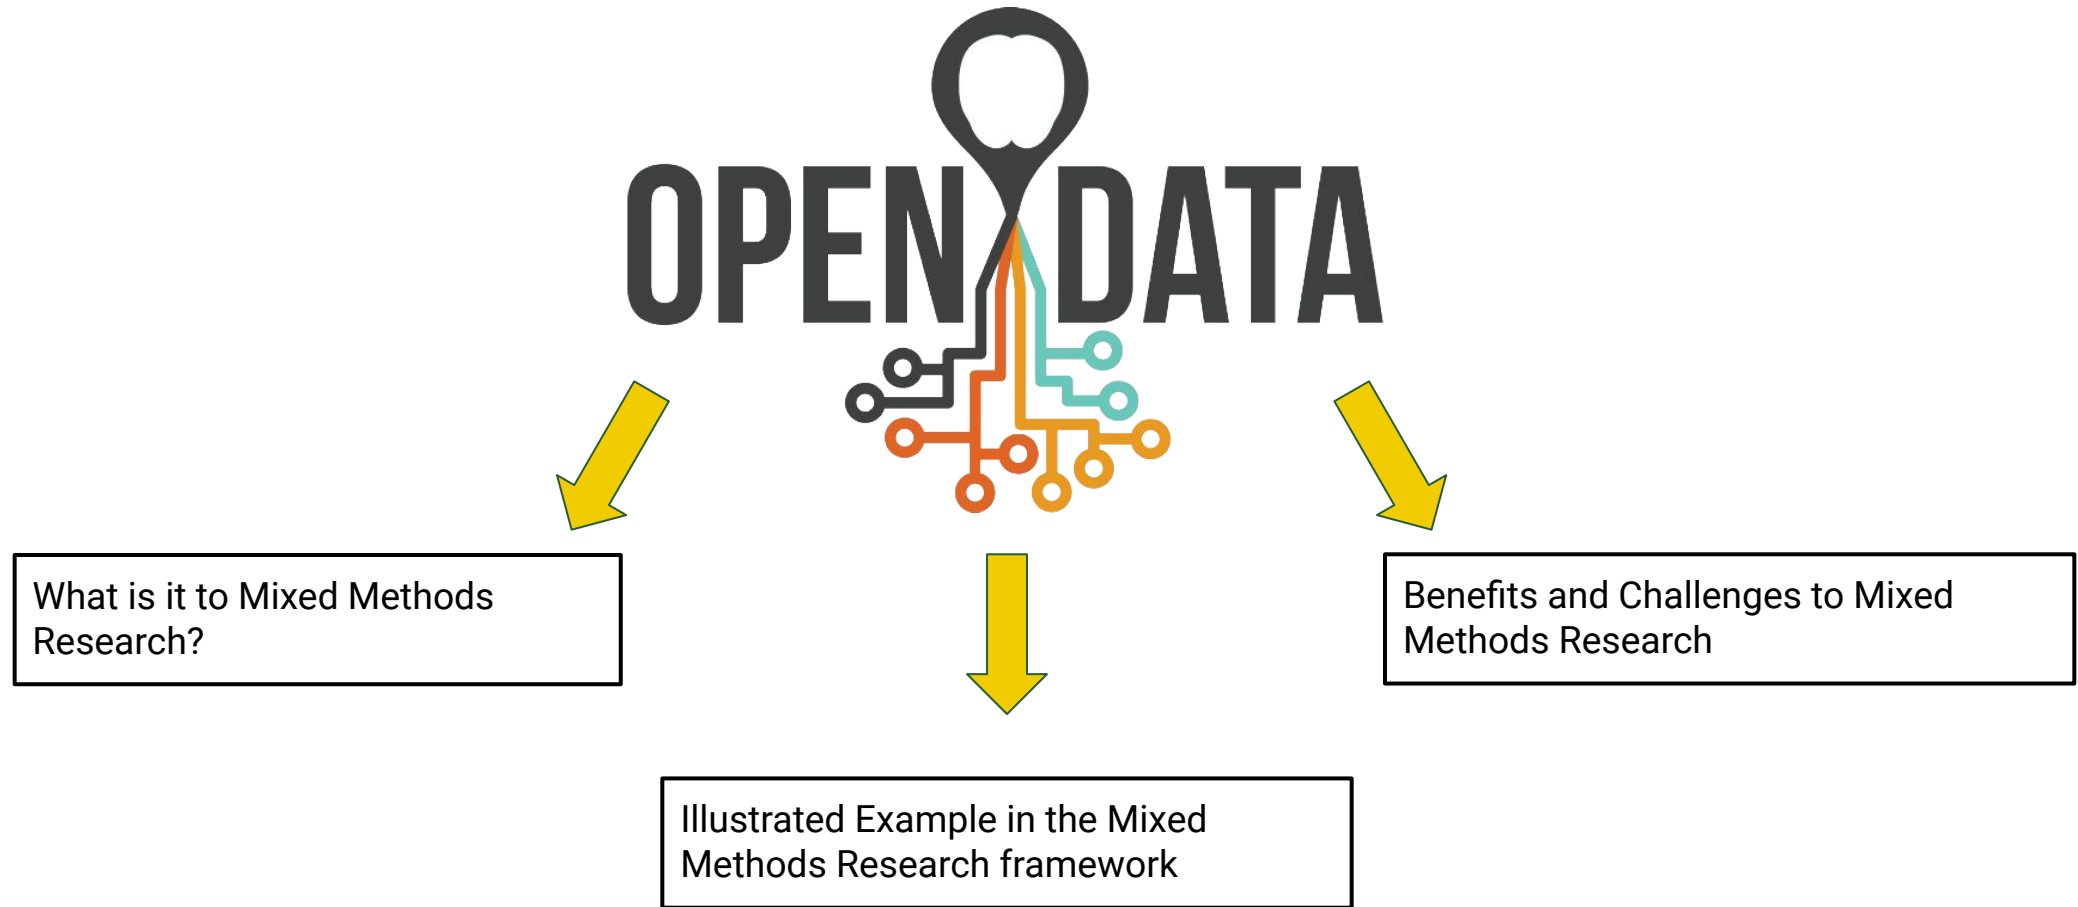 OPEN DATA
What is it to Mixed Methods
Research?
Benefits and Challenges to Mixed
Methods Research
Illustrated Example in the Mixed
Methods Research framework